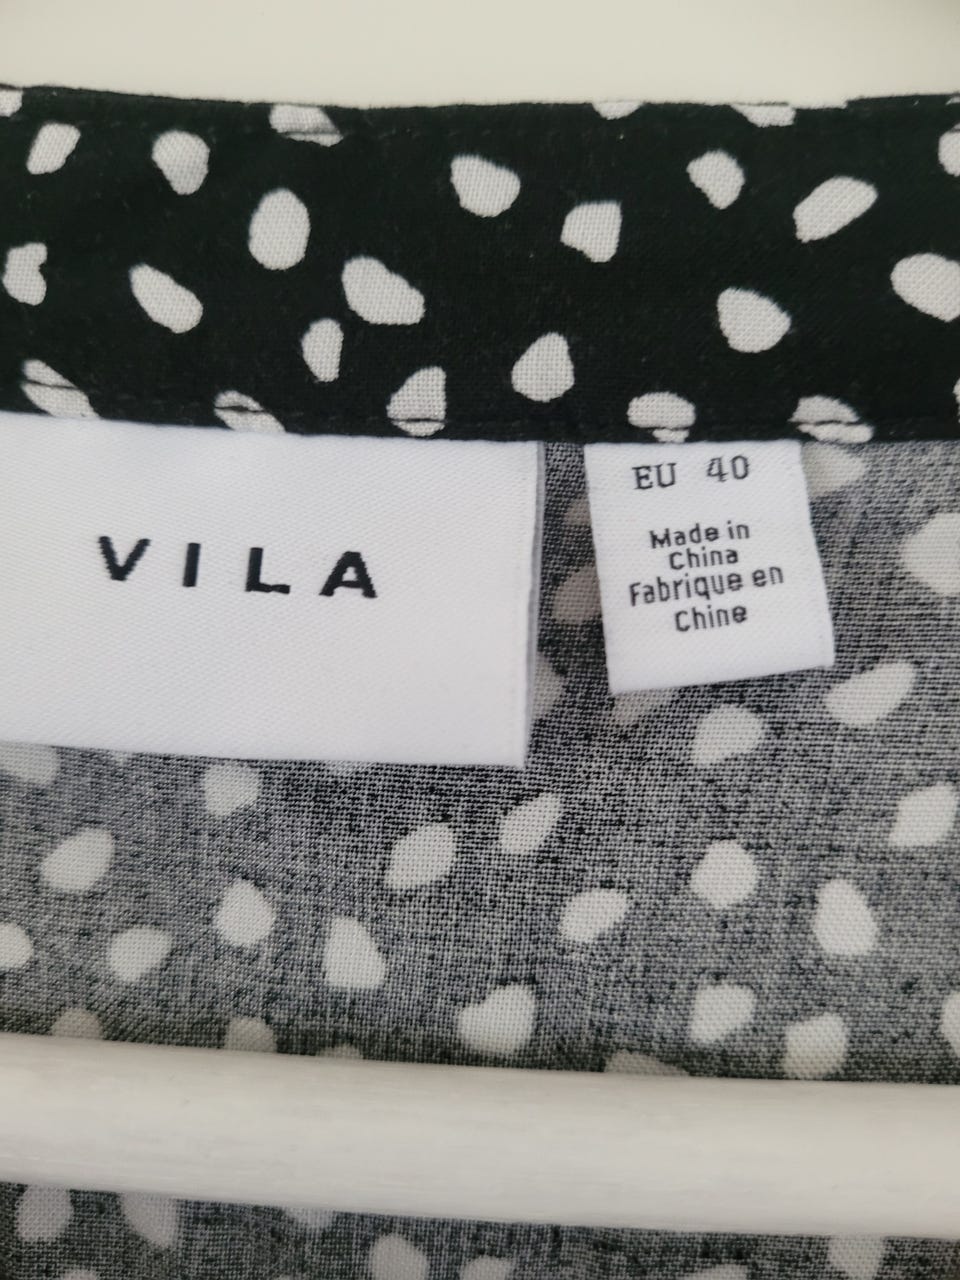 VILA
EU 40
Made in
China
Fabrique en
Chine